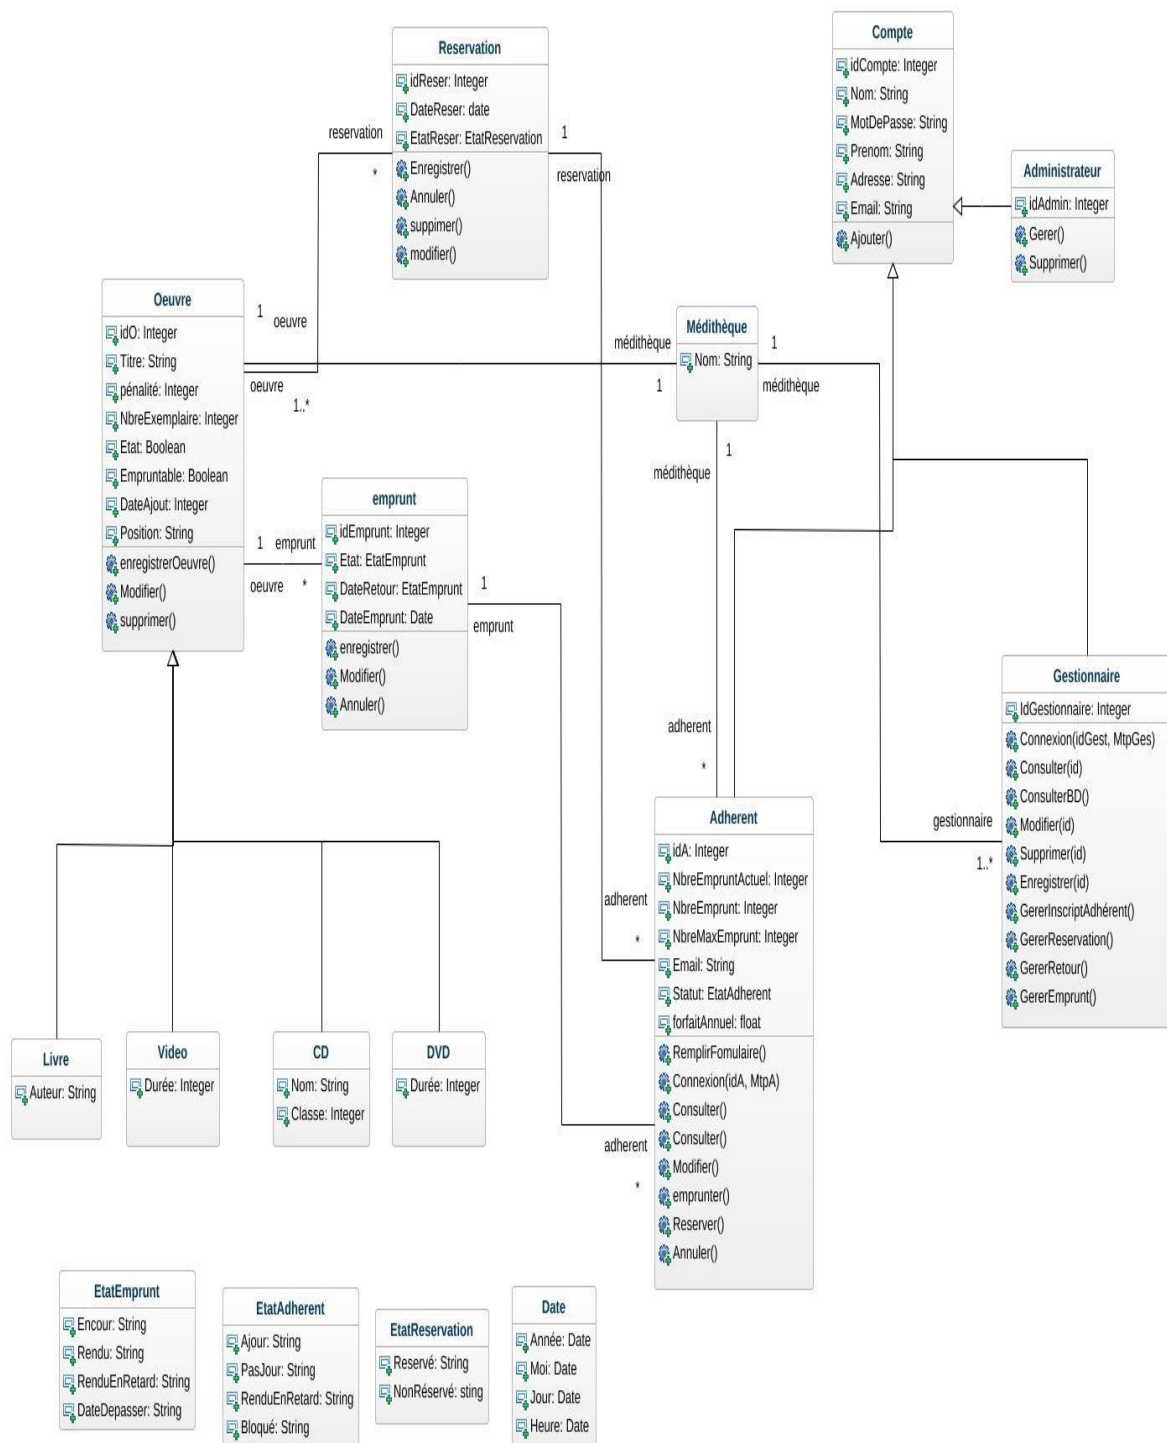 Reservation
idReser: Integer
DateReser: date
EtatReser: EtatReservation
Enregistrer()
Annuler()
suppimer()
modifier()
reservation
*
1
reservation
Compte
idCompte: Integer
Nom: String
MotDePasse: String
Prenom: String
Adresse: String
Email: String
Ajouter()
Administrateur
idAdmin: Integer
Gerer()
Supprimer()
Oeuvre
idO: Integer
Titre: String
pénalité: Integer
NbreExemplaire: Integer
Etat: Boolean
Empruntable: Boolean
DateAjout: Integer
Position: String
enregistrerOeuvre()
Modifier()
supprimer()
1
oeuvre
oeuvre
1..*
médithèque
1
Médithèque
Nom: String
1
médithèque
1
médithèque
emprunt
idEmprunt: Integer
Etat: EtatEmprunt
DateRetour: EtatEmprunt
DateEmprunt: Date
enregistrer()
Modifier()
Annuler()
1
emprunt
oeuvre
*
1
emprunt
adherent
*
Gestionnaire
IdGestionnaire: Integer
Connexion(idGest, MtpGes)
Consulter(id)
ConsulterBD()
Modifier(id)
Supprimer(id)
Enregistrer(id)
GererInscriptAdhérent()
GererReservation()
GererRetour()
GererEmprunt()
gestionnaire
1..*
Adherent
idA: Integer
NbreEmpruntActuel: Integer
NbreEmprunt: Integer
NbreMaxEmprunt: Integer
Email: String
Statut: EtatAdherent
forfaitAnnuel: float
RemplirFomulaire()
Connexion(idA, MtpA)
Consulter()
Consulter()
Modifier()
emprunter()
Reserver()
Annuler()
adherent
*
adherent
*
Livre
Auteur: String
Video
Durée: Integer
CD
Nom: String
Classe: Integer
DVD
Durée: Integer
EtatEmprunt
Encour: String
Rendu: String
RenduEnRetard: String
DateDepasser: String
EtatAdherent
Ajour: String
PasJour: String
RenduEnRetard: String
Bloqué: String
EtatReservation
Reservé: String
NonRéservé: sting
Date
Année: Date
Moi: Date
Jour: Date
Heure: Date